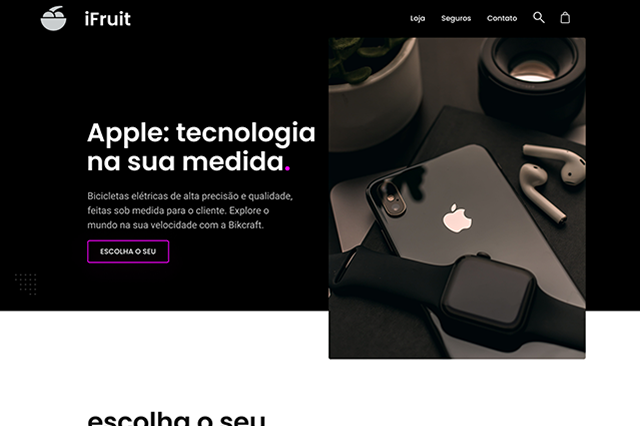 iFruit
Loja Seguros Contato
Apple: tecnologia
na sua medida.
Bicicletas elétricas de alta precisão e qualidade,
feitas sob medida para o cliente. Explore o
mundo na sua velocidade com a Bikcraft.
ESCOLHA O SEU
escolha o seu